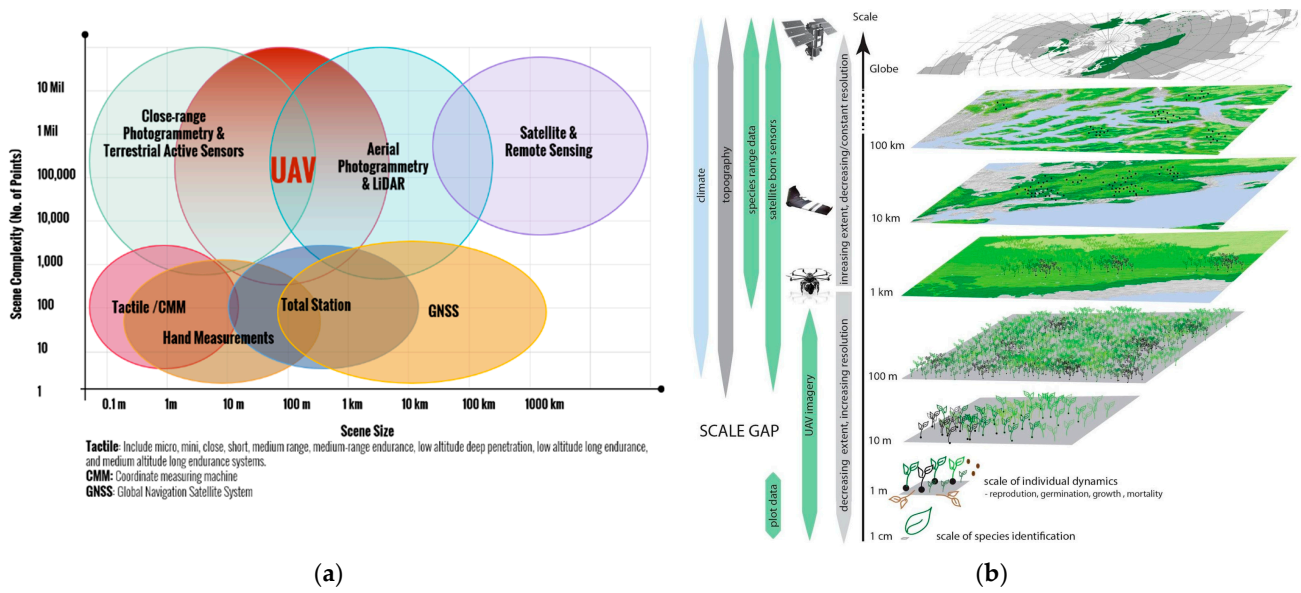 Scene Complexity (No. of Points)
10 Mil
1 Mil
100,000
10,000
1,000
100
10
1
Close-range
Photogrammetry &
Terrestrial Active Sensors
UAV
Aerial
Photogrammetry
& LiDAR
Satellite &
Remote Sensing
Tactile /CMM
Hand Measurements
Total Station
GNSS
0.1 m
1m
10 m
100 m
1 km
10 km
100 km
1000 km
Scene Size
Tactile: Include micro, mini, close, short, medium range, medium-range endurance, low altitude deep penetration, low altitude long endurance,
and medium altitude long endurance systems.
CMM: Coordinate measuring machine
GNSS: Global Navigation Satellite System
(a)
climate
topography
species range data
satellite born sensors
inreasing extent, decreasing/constant resolution
SCALE GAP
plot data
UAV imagery
decreasing extent, increasing resolution
Scale
Globe
100 km
10 km
1 km
100 m
10 m
1 m
1 cm
scale of individual dynamics
- reprodution, germination, growth , mortality
scale of species identification
(b)